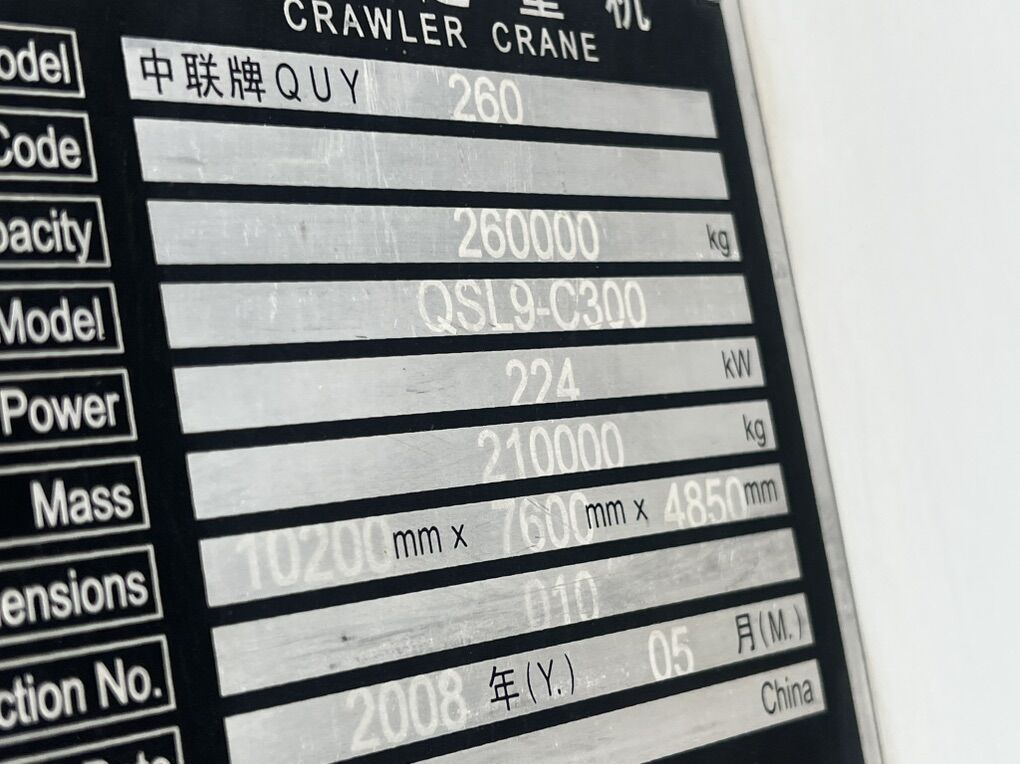 重机
CRAWLER CRANE
odel 中联牌QUY 260
Code
pacity 260000 kg
Model QSL9-C300
Power 224 kW
Mass 210000 kg
ensions 10200 mm x 7600 mm x 4850 mm
ction No. 010
2008 年(Y.) 05 月(M.)
China